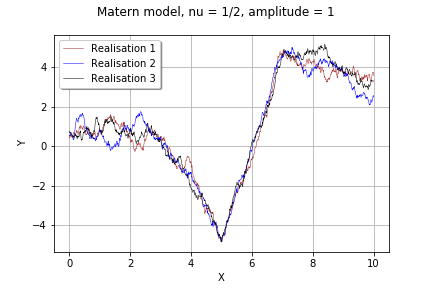 Matern model, nu = 1/2, amplitude = 1
Realisation 1
Realisation 2
Realisation 3
Y
4
2
0
−2
−4
0 2 4 6 8 10
X